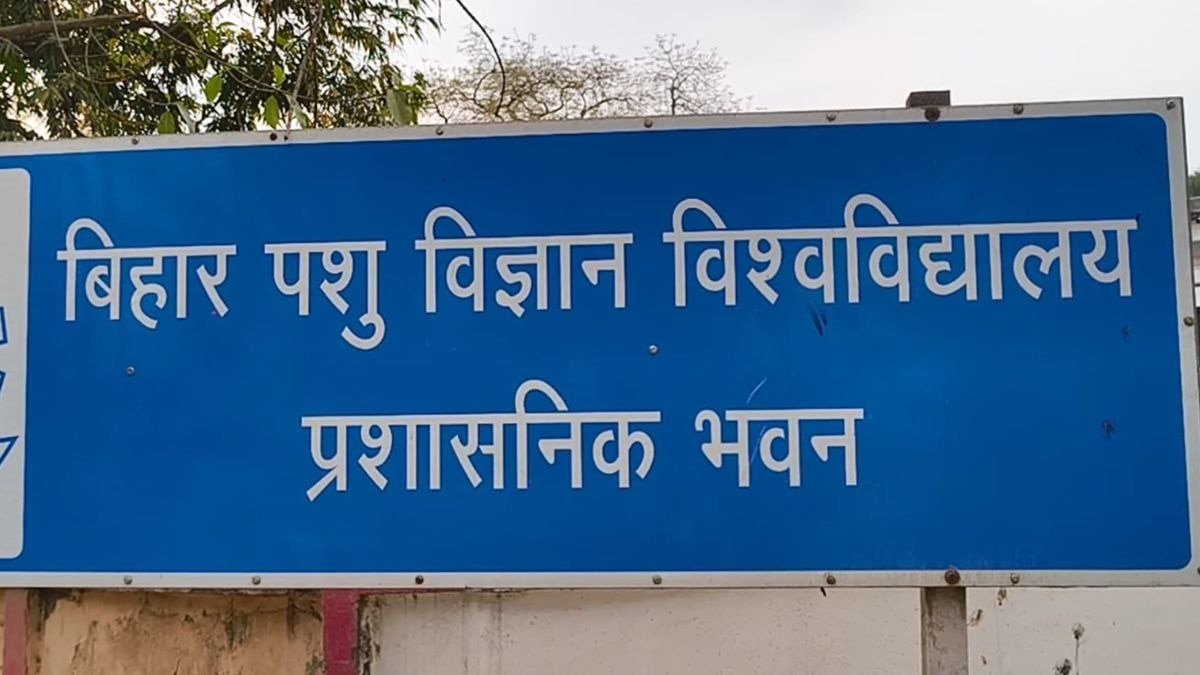 बिहार पशु विज्ञान विश्वविद्यालय
प्रशासनिक भवन